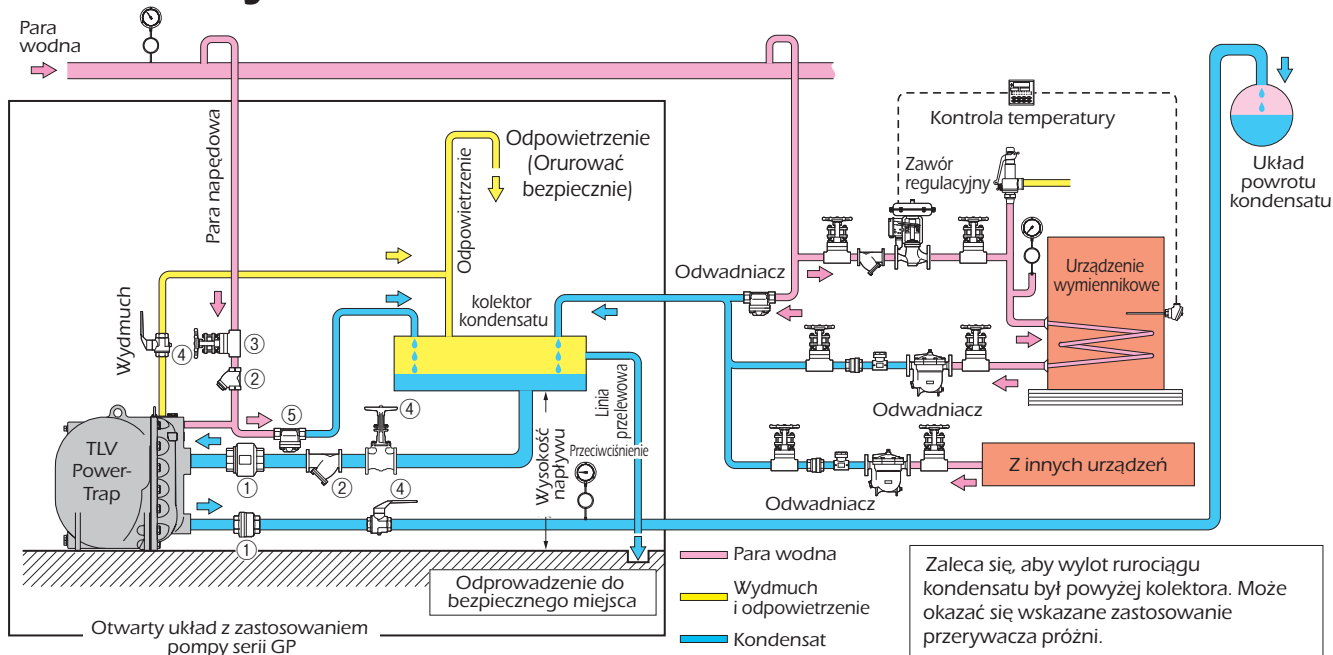 Para
wodna
Para napędowa
Wydmuch
Odpowietrzenie
Odpowietrzenie
(Orurować
bezpiecznie)
kolektor
kondensatu
④
③
②
⑤
④
①
②
④
①
TLV
Power-
Trap
Wysokość
napływu
Linia
przelewowa
Przeciwciśnienie
Odprowadzenie do
bezpiecznego miejsca
Otwarty układ z zastosowaniem
pompy serii GP
Kontrola temperatury
Zawór
regulacyjny
Odwadniacz
Urządzenie
wymiennikowe
Odwadniacz
Z innych urządzeń
Odwadniacz
Układ
powrotu
kondensatu
Para wodna
Wydmuch
i odpowietrzenie
Kondensat
Zaleca się, aby wylot rurociągu
kondensatu był powyżej kolektora. Może
okazać się wskazane zastosowanie
przerywacza próżni.